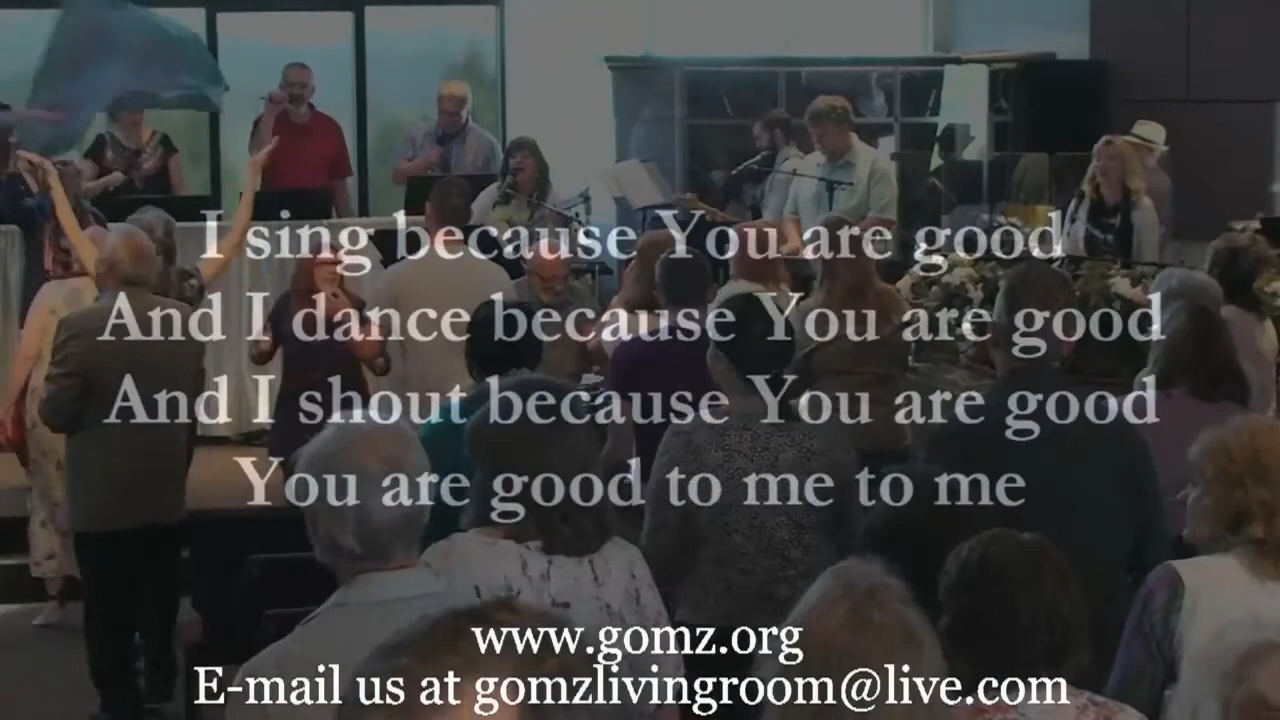 I sing because You are good
And I dance because You are good
And I shout because You are good
You are good to me to me
www.gomz.org
E-mail us at gomzlivingroom@live.com